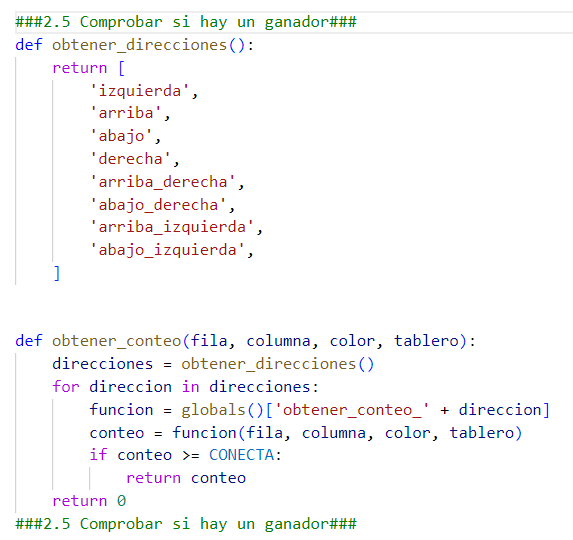 ###2.5 Comprobar si hay un ganador###
def obtener_direcciones():
    return [
        'izquierda',
        'arriba',
        'abajo',
        'derecha',
        'arriba_derecha',
        'abajo_derecha',
        'arriba_izquierda',
        'abajo_izquierda',
    ]
def obtener_conteo(fila, columna, color, tablero):
    direcciones = obtener_direcciones()
    for direccion in direcciones:
        funcion = globals()['obtener_conteo_' + direccion]
        conteo = funcion(fila, columna, color, tablero)
        if conteo >= CONECTA:
            return conteo
    return 0
###2.5 Comprobar si hay un ganador###